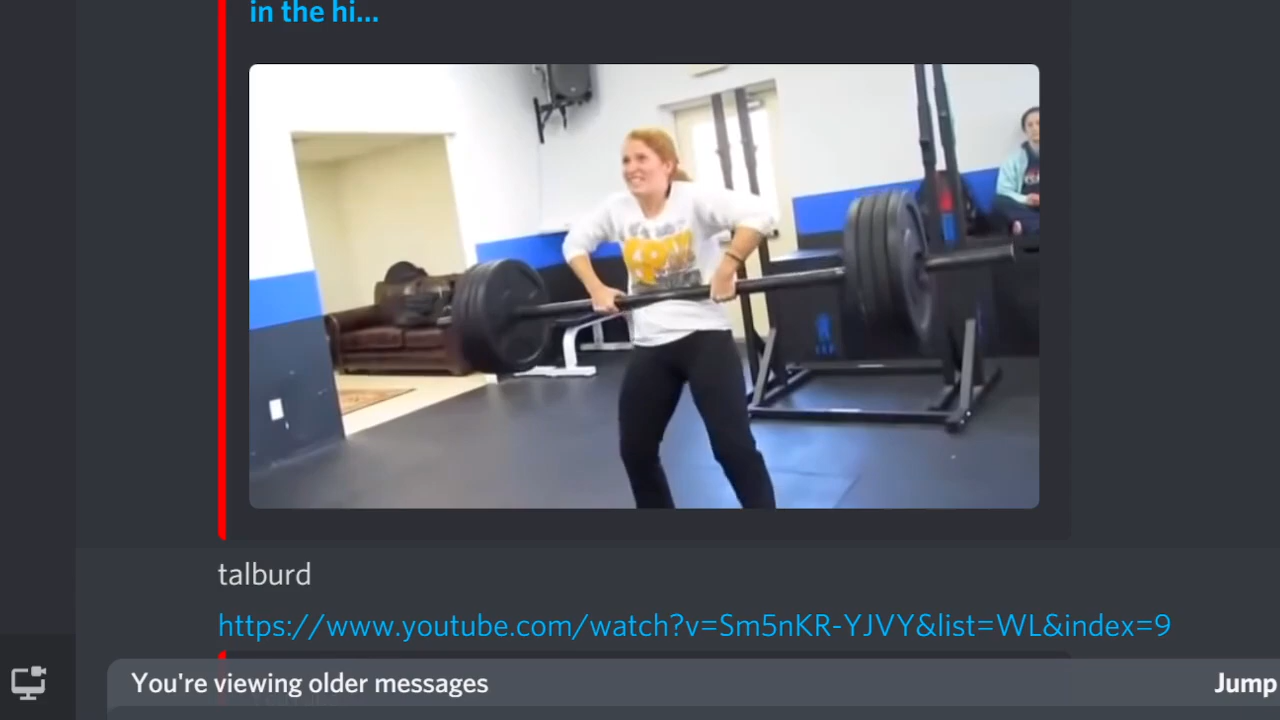 in the hi...
talburd
https://www.youtube.com/watch?v=Sm5nKR-YJVY&list=WL&index=9
You're viewing older messages
Jump